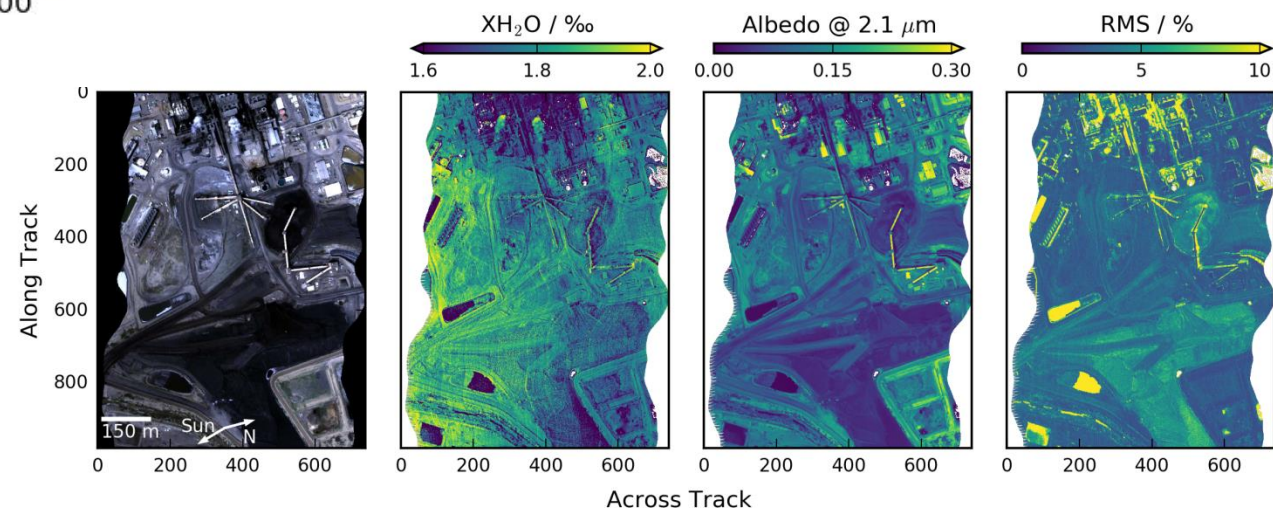 00
XH₂O / ‰
Albedo @ 2.1 μm
RMS / %
1.6 1.8 2.0
0.00 0.15 0.30
0 5 10
0
200
400
600
800
Along Track
150 m
Sun
N
0 200 400 600
0 200 400 600
0 200 400 600
0 200 400 600
Across Track